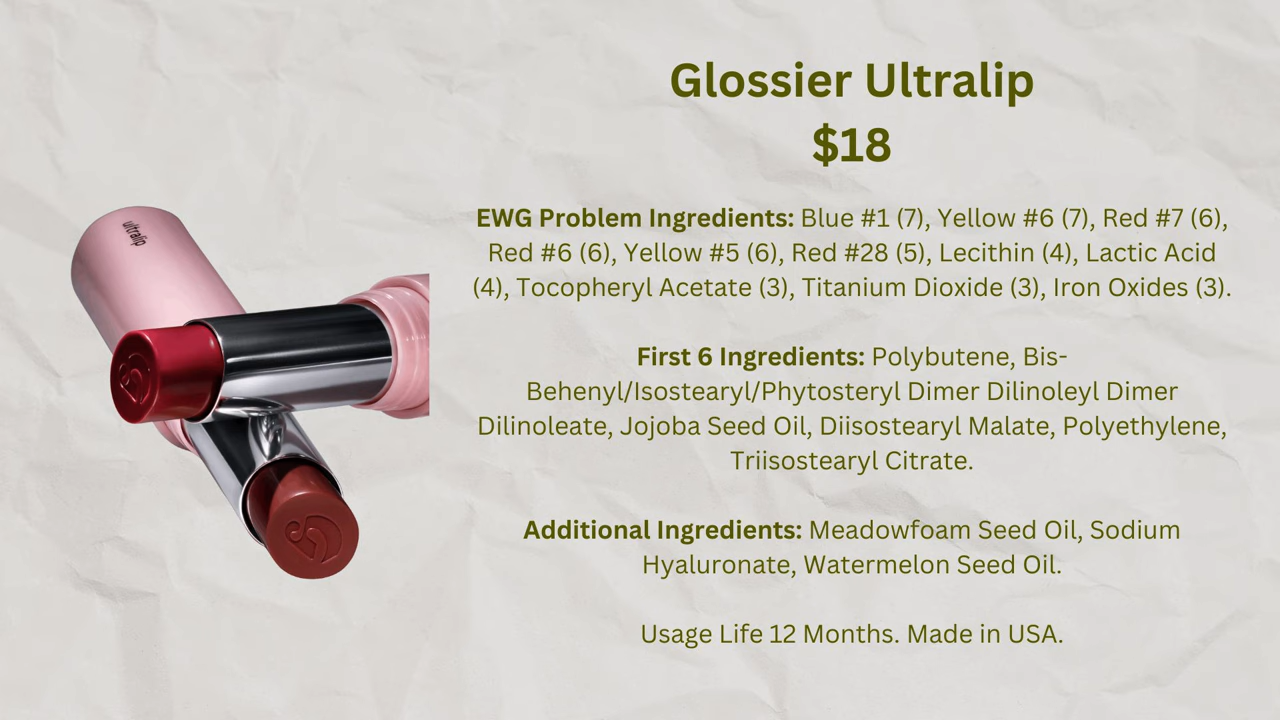 Glossier Ultralip
$18
EWG Problem Ingredients: Blue #1 (7), Yellow #6 (7), Red #7 (6),
Red #6 (6), Yellow #5 (6), Red #28 (5), Lecithin (4), Lactic Acid
(4), Tocopheryl Acetate (3), Titanium Dioxide (3), Iron Oxides (3).
First 6 Ingredients: Polybutene, Bis-
Behenyl/Isostearyl/Phytosteryl Dimer Dilinoleyl Dimer
Dilinoleate, Jojoba Seed Oil, Diisostearyl Malate, Polyethylene,
Triisostearyl Citrate.
Additional Ingredients: Meadowfoam Seed Oil, Sodium
Hyaluronate, Watermelon Seed Oil.
Usage Life 12 Months. Made in USA.
ultralip
G
G